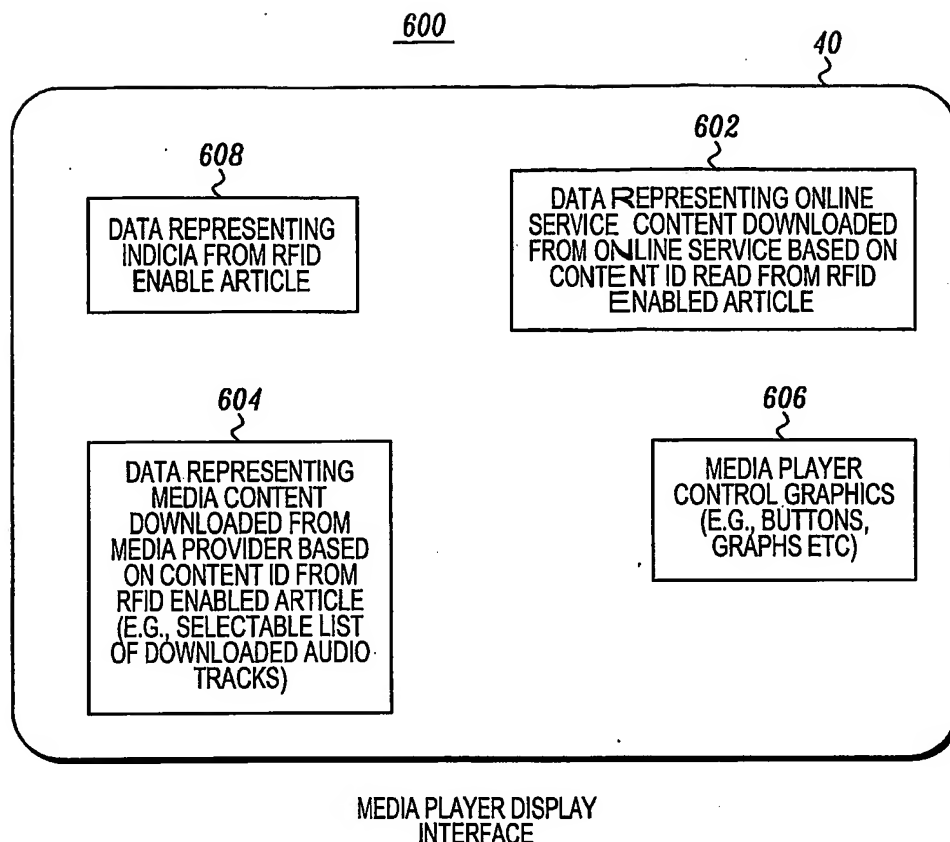 600
40
608
DATA REPRESENTING
INDICIA FROM RFID
ENABLE ARTICLE
602
DATA REPRESENTING ONLINE
SERVICE CONTENT DOWNLOADED
FROM ONLINE SERVICE BASED ON
CONTENT ID READ FROM RFID
ENABLED ARTICLE
604
DATA REPRESENTING
MEDIA CONTENT
DOWNLOADED FROM
MEDIA PROVIDER BASED
ON CONTENT ID FROM
RFID ENABLED ARTICLE
(E.G., SELECTABLE LIST
OF DOWNLOADED AUDIO
TRACKS)
606
MEDIA PLAYER
CONTROL GRAPHICS
(E.G., BUTTONS,
GRAPHS ETC)
MEDIA PLAYER DISPLAY
INTERFACE